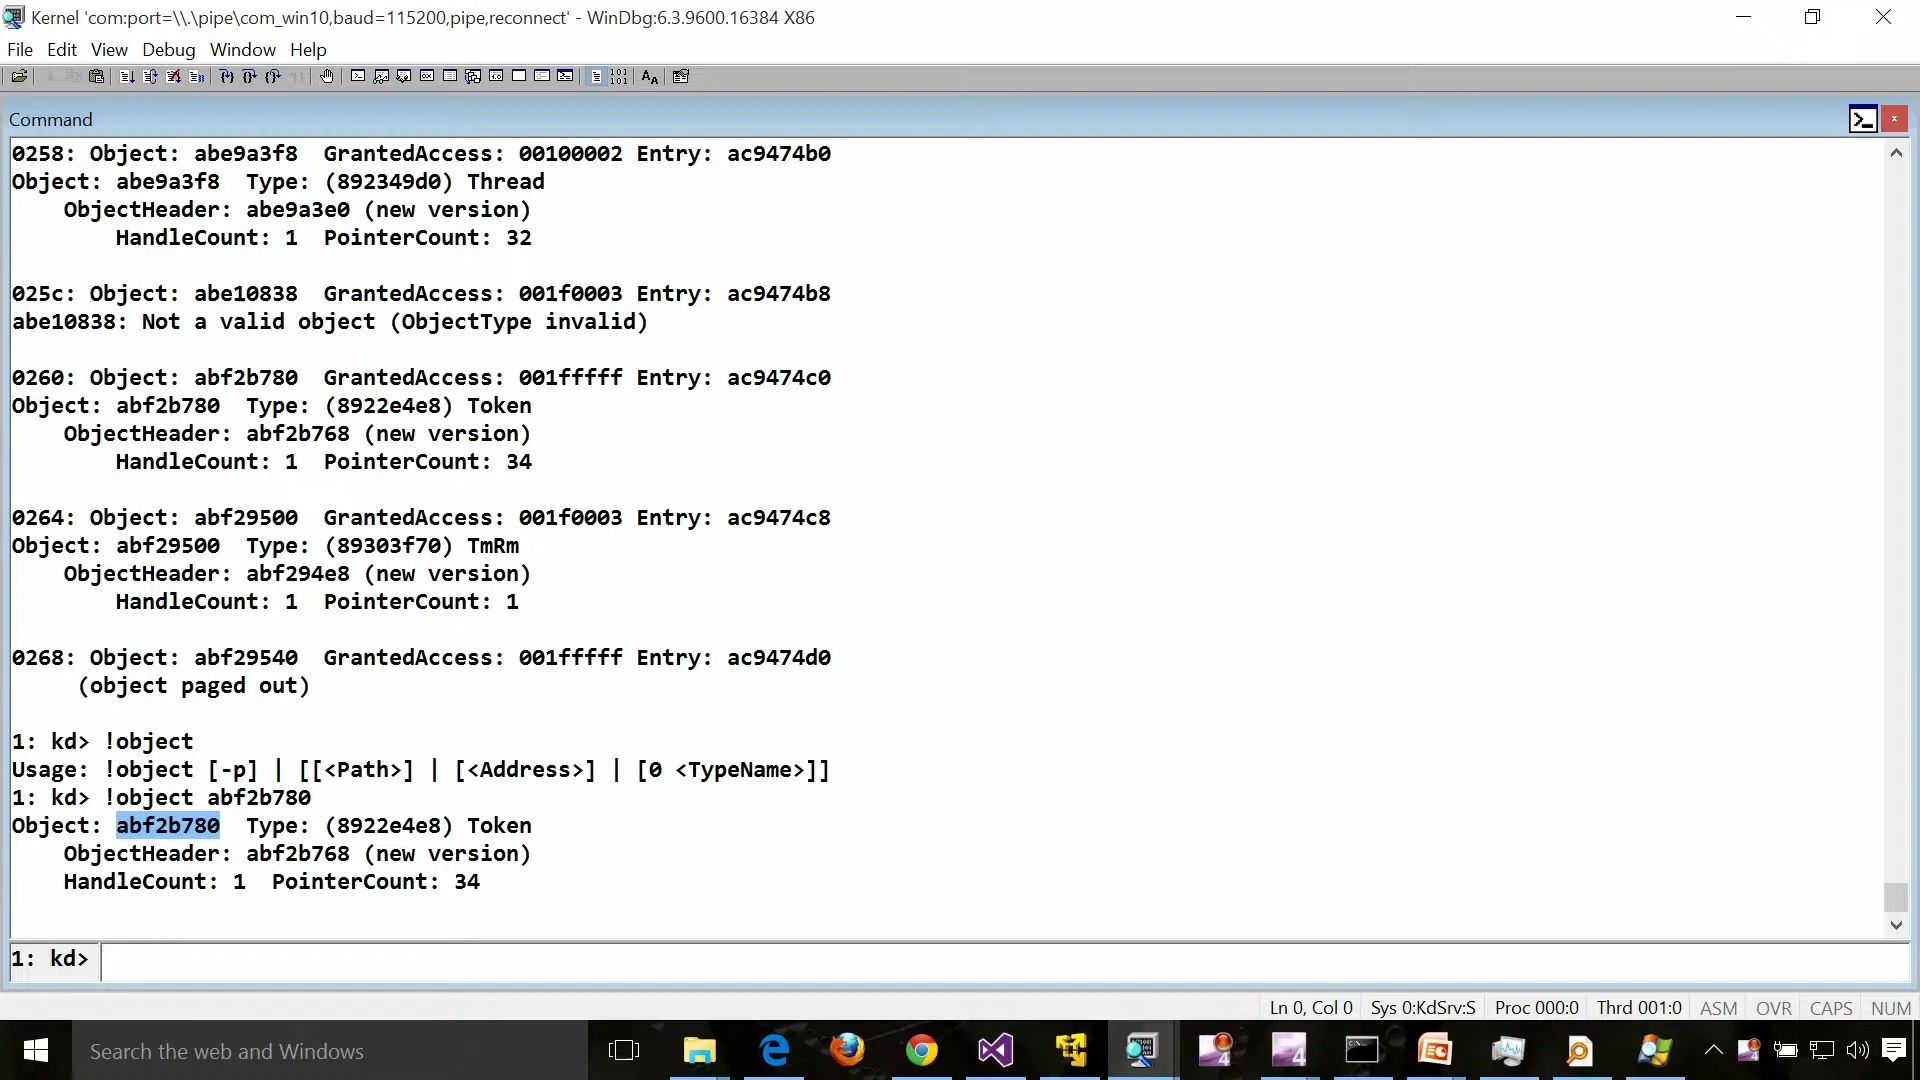 Kernel 'com:port=\\.\pipe\com_win10,baud=115200,pipe,reconnect' - WinDbg:6.3.9600.16384 X86
File Edit View Debug Window Help
Command
0258: Object: abe9a3f8  GrantedAccess: 00100002 Entry: ac9474b0
Object: abe9a3f8  Type: (892349d0) Thread
    ObjectHeader: abe9a3e0 (new version)
        HandleCount: 1  PointerCount: 32
025c: Object: abe10838  GrantedAccess: 001f0003 Entry: ac9474b8
abe10838: Not a valid object (ObjectType invalid)
0260: Object: abf2b780  GrantedAccess: 001fffff Entry: ac9474c0
Object: abf2b780  Type: (8922e4e8) Token
    ObjectHeader: abf2b768 (new version)
        HandleCount: 1  PointerCount: 34
0264: Object: abf29500  GrantedAccess: 001f0003 Entry: ac9474c8
Object: abf29500  Type: (89303f70) TmRm
    ObjectHeader: abf294e8 (new version)
        HandleCount: 1  PointerCount: 1
0268: Object: abf29540  GrantedAccess: 001fffff Entry: ac9474d0
     (object paged out)
1: kd> !object
Usage: !object [-p] | [[<Path>] | [<Address>] | [0 <TypeName>]]
1: kd> !object abf2b780
Object: abf2b780  Type: (8922e4e8) Token
    ObjectHeader: abf2b768 (new version)
    HandleCount: 1  PointerCount: 34
1: kd>
Ln 0, Col 0 Sys 0:KdSrv:S Proc 000:0 Thrd 001:0 ASM OVR CAPS NUM
Search the web and Windows